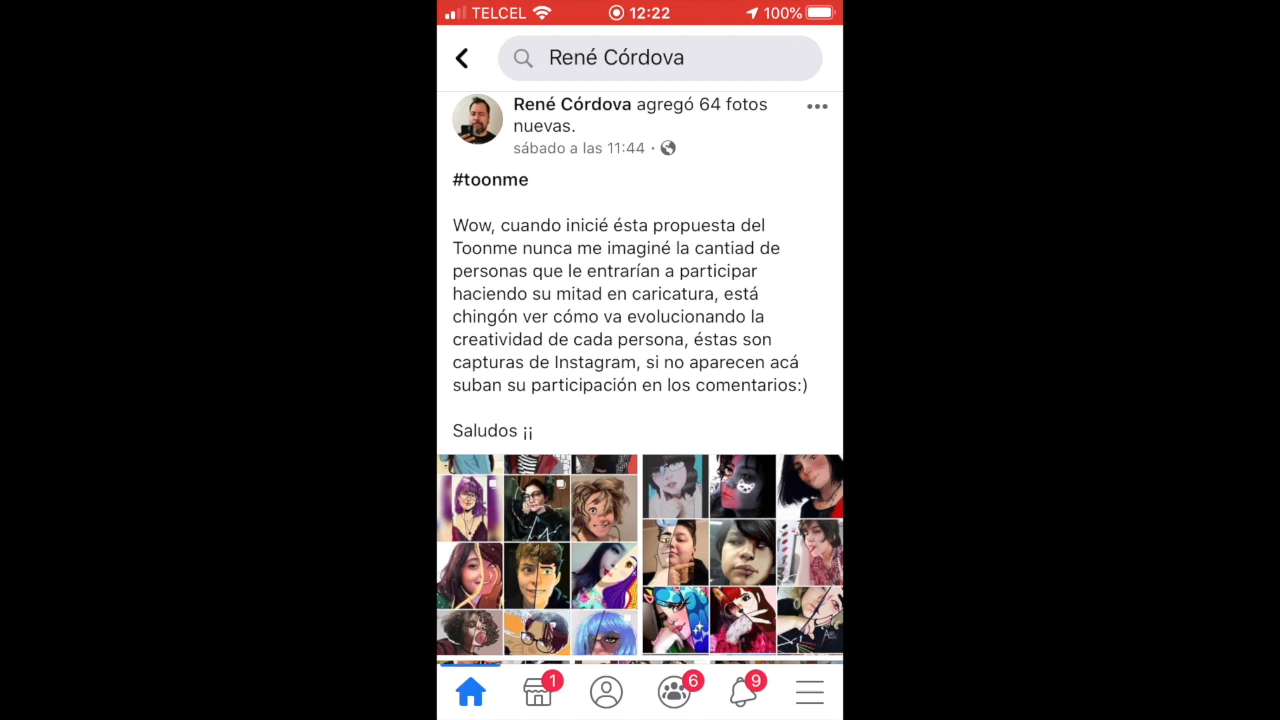 TELCEL 12:22 100%
René Córdova
René Córdova agregó 64 fotos
nuevas.
sábado a las 11:44 ·
#toonme
Wow, cuando inicié ésta propuesta del
Toonme nunca me imaginé la cantiad de
personas que le entrarían a participar
haciendo su mitad en caricatura, está
chingón ver cómo va evolucionando la
creatividad de cada persona, éstas son
capturas de Instagram, si no aparecen acá
suban su participación en los comentarios:)
Saludos ¡¡
1
6
9